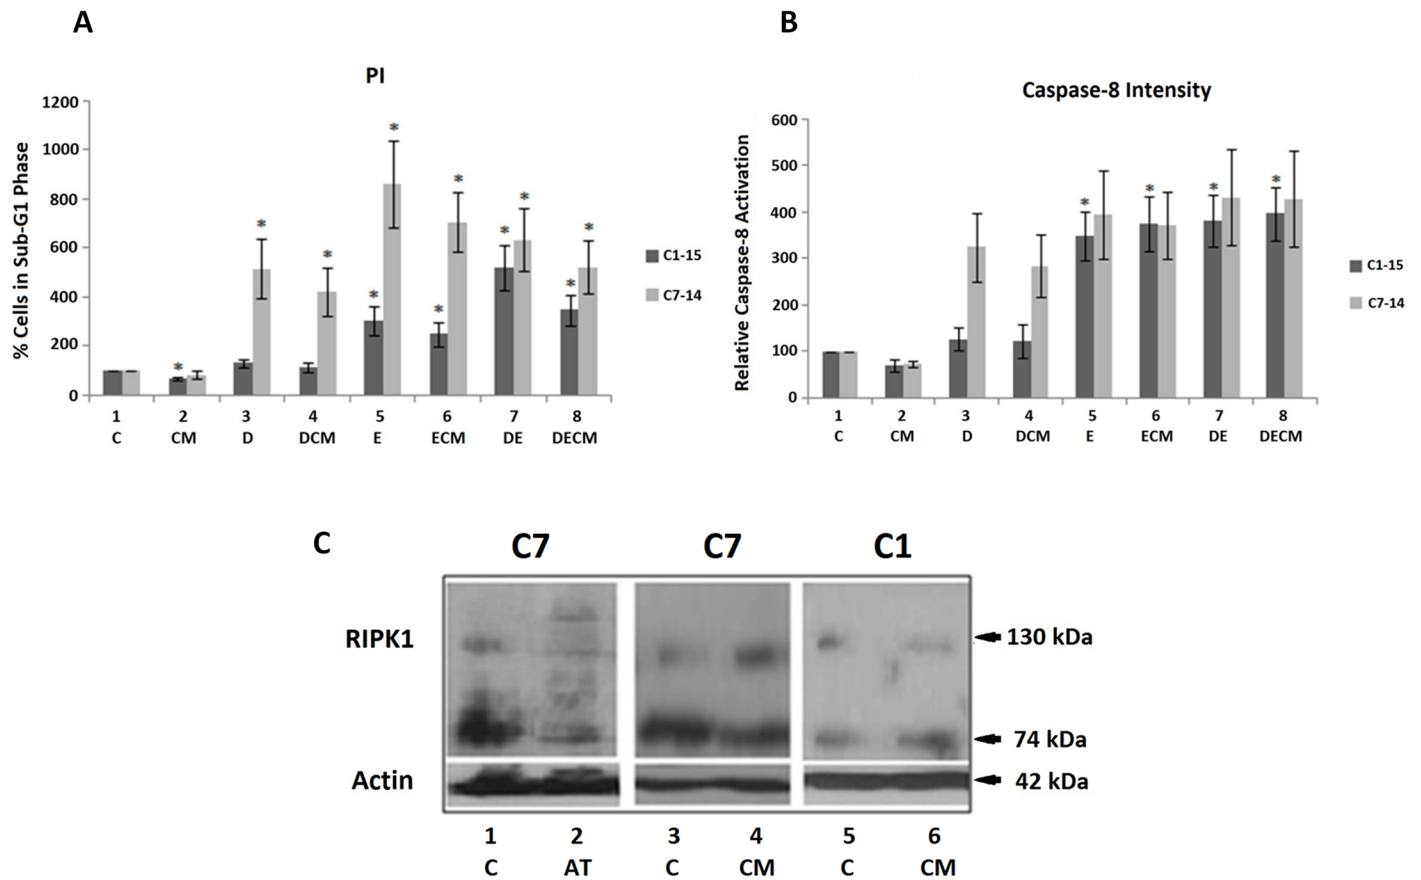 A
PI
% Cells in Sub-G1 Phase
1200
1000
800
600
400
200
0
* * * * * * * * * * *
1 2 3 4 5 6 7 8
C CM D DCM E ECM DE DECM
C1-15
C7-14
B
Caspase-8 Intensity
Relative Caspase-8 Activation
600
500
400
300
200
100
0
* * * *
1 2 3 4 5 6 7 8
C CM D DCM E ECM DE DECM
C1-15
C7-14
C
C7 C7 C1
RIPK1
130 kDa
74 kDa
Actin
42 kDa
1 2 3 4 5 6
C AT C CM C CM